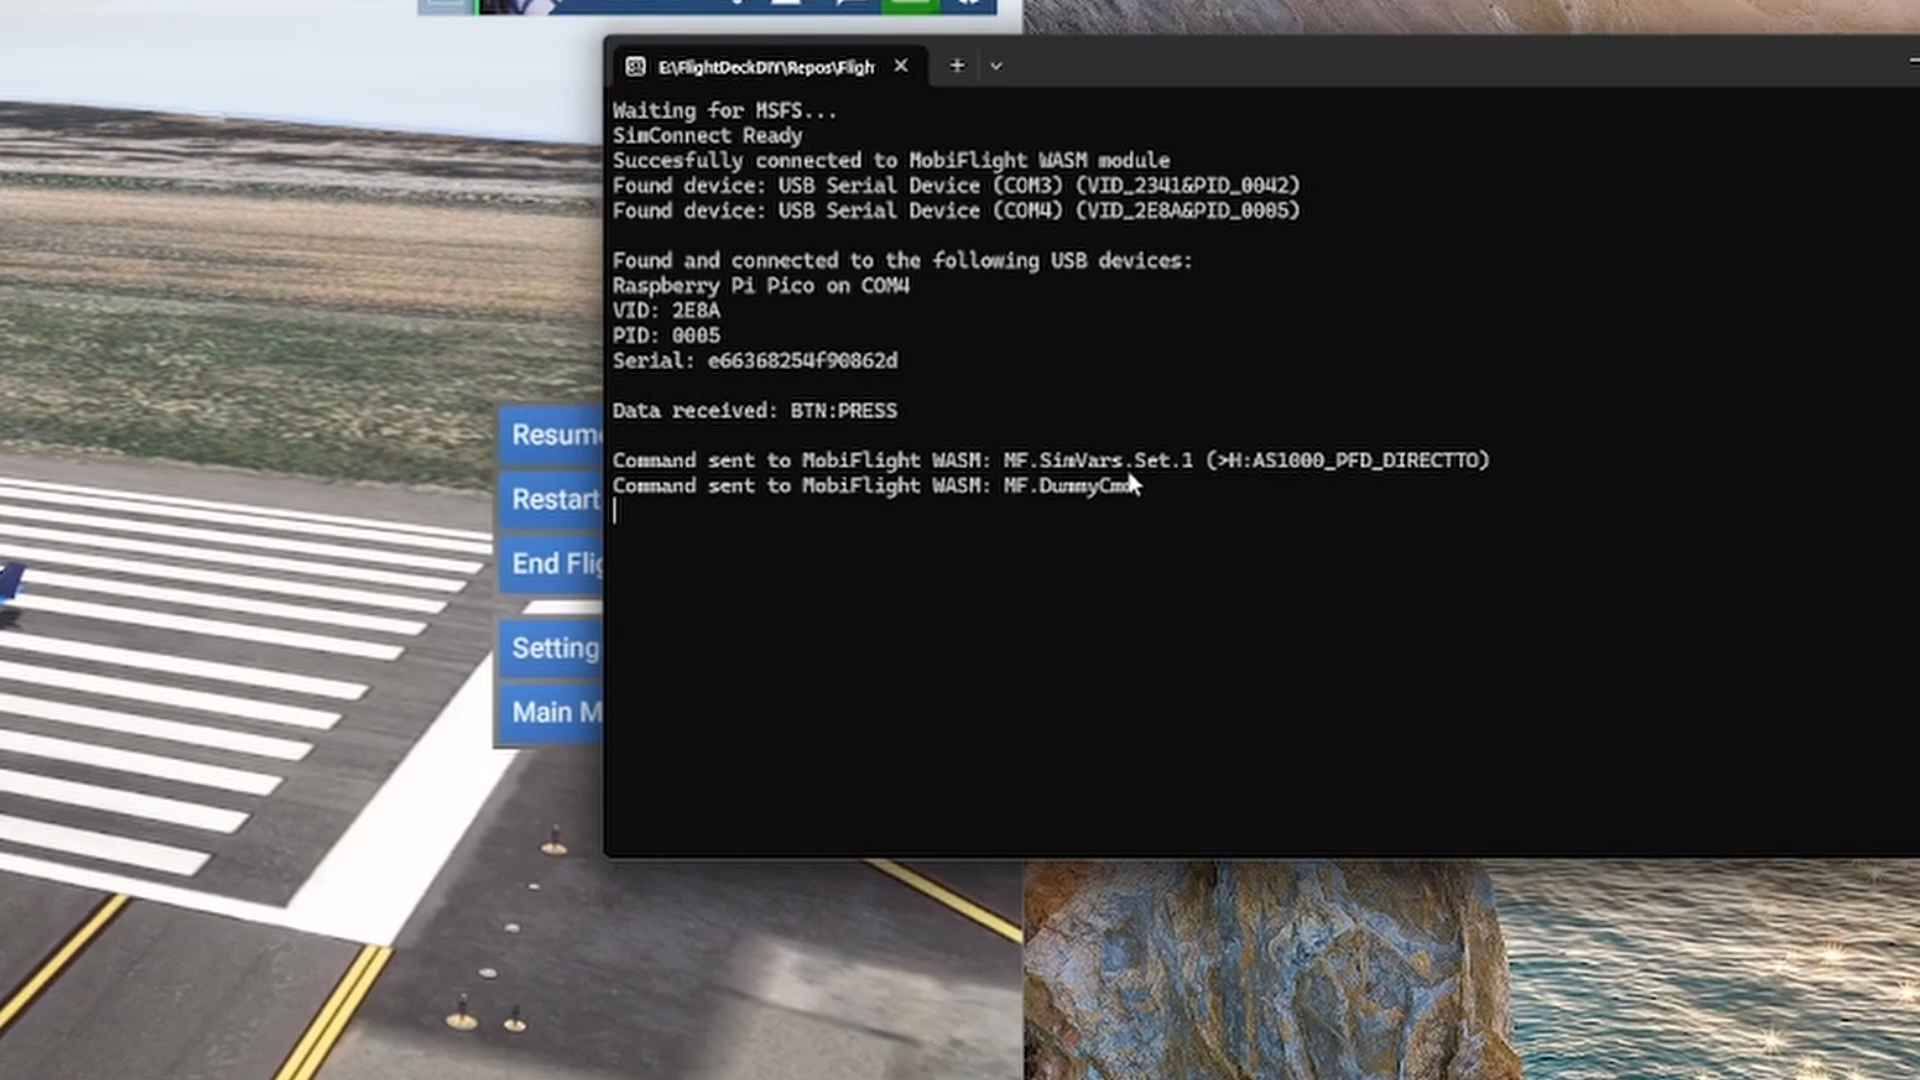 E:\FlightDeckDIY\Repos\Fligh
Waiting for MSFS...
SimConnect Ready
Succesfully connected to MobiFlight WASM module
Found device: USB Serial Device (COM3) (VID_2341&PID_0042)
Found device: USB Serial Device (COM4) (VID_2E8A&PID_0005)
Found and connected to the following USB devices:
Raspberry Pi Pico on COM4
VID: 2E8A
PID: 0005
Serial: e66368254f90862d
Data received: BTN:PRESS
Command sent to MobiFlight WASM: MF.SimVars.Set.1 (>H:AS1000_PFD_DIRECTTO)
Command sent to MobiFlight WASM: MF.DummyCmd
Resume
Restart
End Flig
Setting
Main M